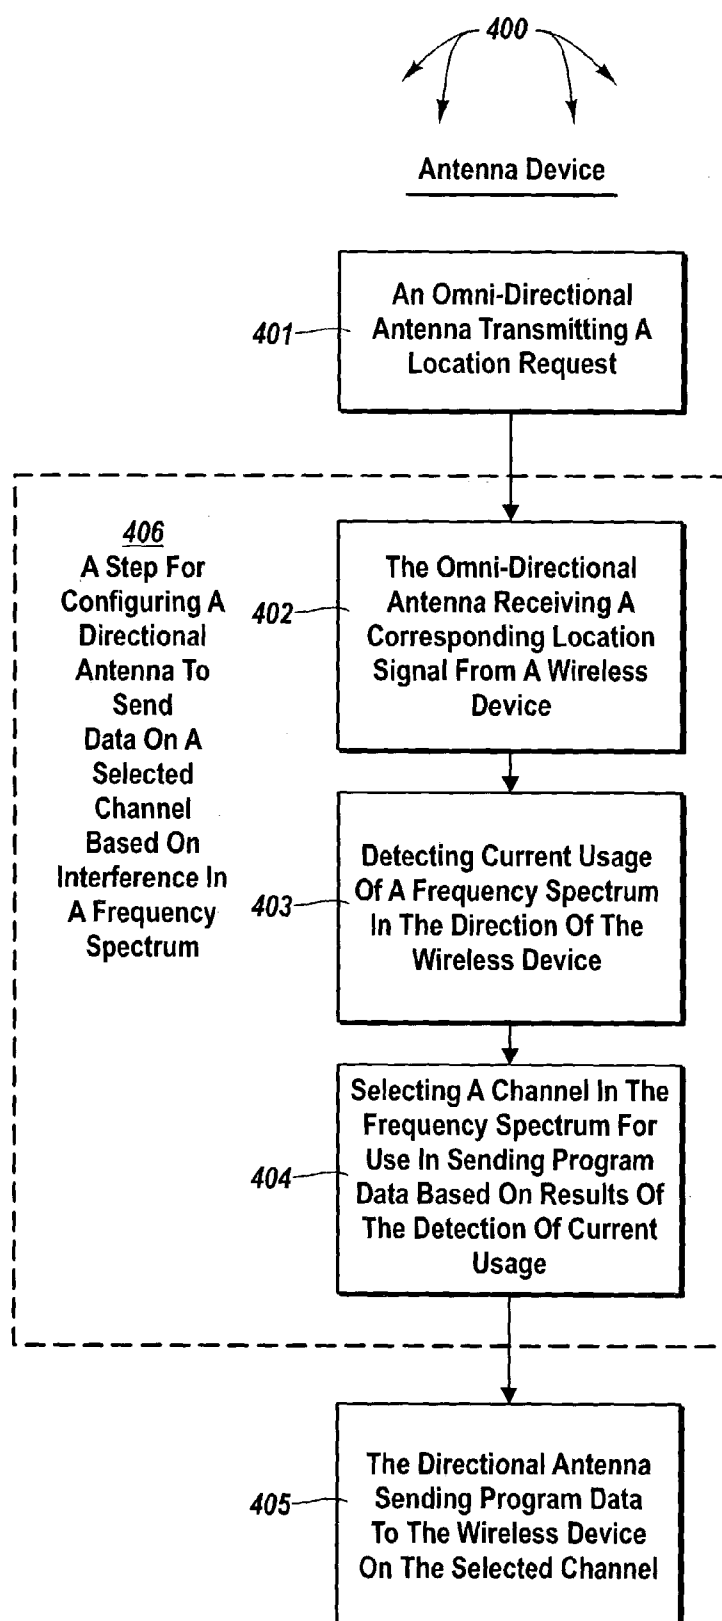 400
Antenna Device
401
An Omni-Directional
Antenna Transmitting A
Location Request
406
A Step For
Configuring A
Directional
Antenna To
Send
Data On A
Selected
Channel
Based On
Interference In
A Frequency
Spectrum
402
The Omni-Directional
Antenna Receiving A
Corresponding Location
Signal From A Wireless
Device
403
Detecting Current Usage
Of A Frequency Spectrum
In The Direction Of The
Wireless Device
404
Selecting A Channel In The
Frequency Spectrum For
Use In Sending Program
Data Based On Results Of
The Detection Of Current
Usage
405
The Directional Antenna
Sending Program Data
To The Wireless Device
On The Selected Channel